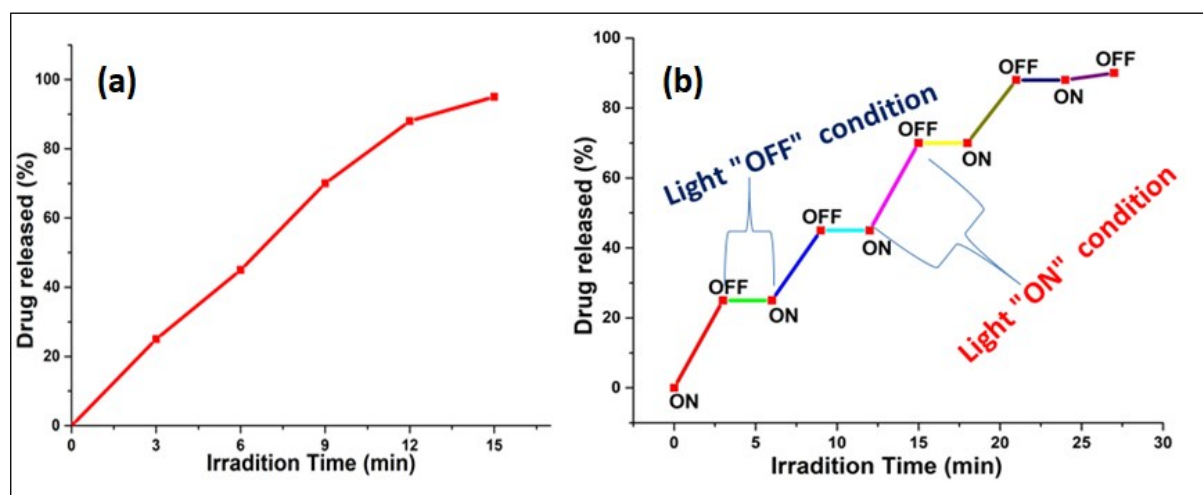 (a)
Drug released (%)
100
80
60
40
20
0
0 3 6 9 12 15
Irradition Time (min)
(b)
Drug released (%)
100
80
60
40
20
0
Light "OFF" condition
OFF
ON
OFF
OFF
ON
OFF
ON
OFF
ON
ON
Light "ON" condition
0 5 10 15 20 25 30
Irradition Time (min)